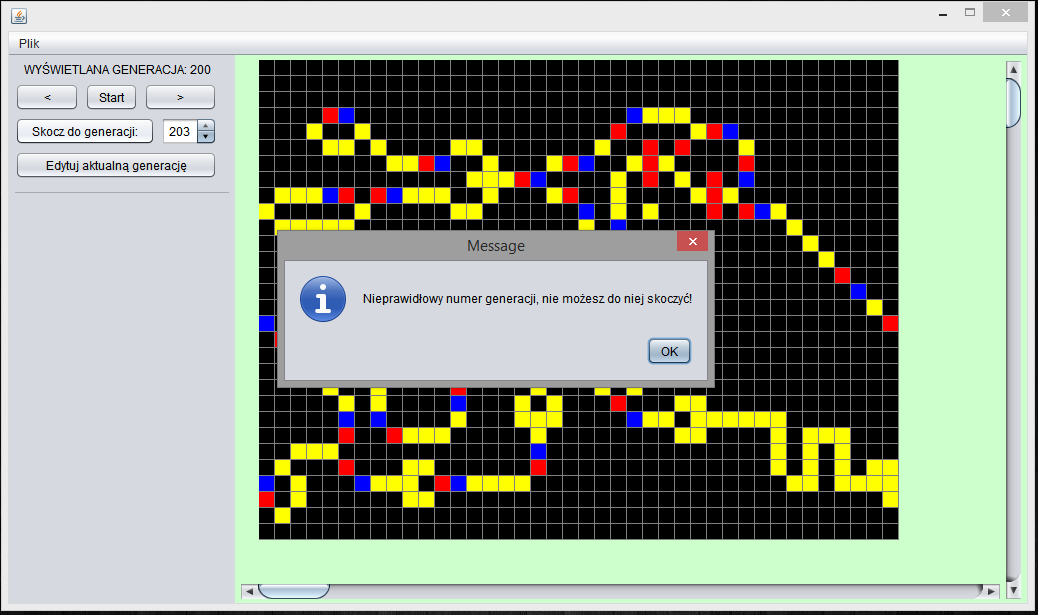 Plik
WYŚWIETLANA GENERACJA: 200
< Start >
Skocz do generacji: 203
Edytuj aktualną generację
Message
Nieprawidłowy numer generacji, nie możesz do niej skoczyć!
OK